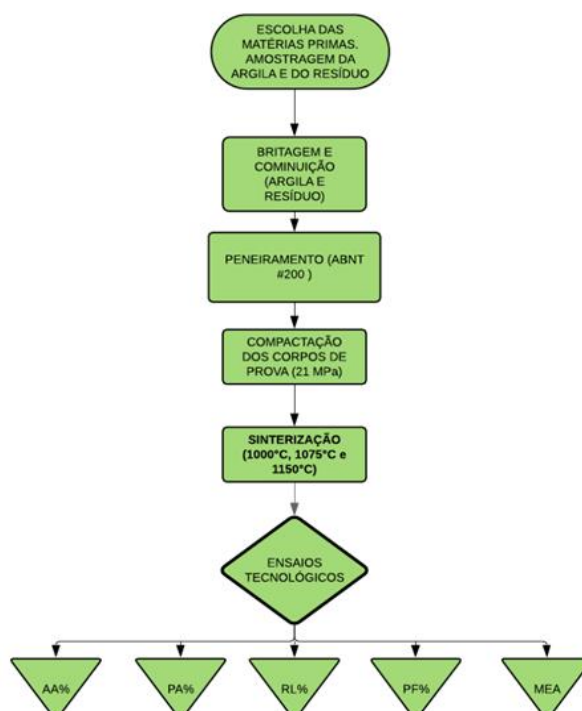 ESCOLHA DAS
MATÉRIAS PRIMAS.
AMOSTRAGEM DA
ARGILA E DO RESÍDUO
BRITAGEM E
COMINUIÇÃO
(ARGILA E
RESÍDUO)
PENEIRAMENTO (ABNT
#200 )
COMPACTAÇÃO
DOS CORPOS DE
PROVA (21 MPa)
SINTERIZAÇÃO
(1000°C, 1075°C e
1150°C)
ENSAIOS
TECNOLÓGICOS
AA%
PA%
RL%
PF%
MEA